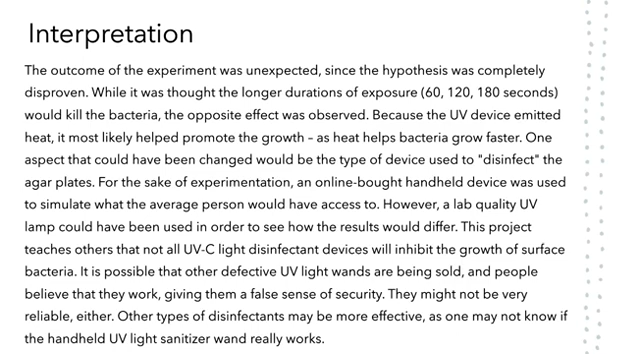 Interpretation
The outcome of the experiment was unexpected, since the hypothesis was completely
disproven. While it was thought the longer durations of exposure (60, 120, 180 seconds)
would kill the bacteria, the opposite effect was observed. Because the UV device emitted
heat, it most likely helped promote the growth – as heat helps bacteria grow faster. One
aspect that could have been changed would be the type of device used to "disinfect" the
agar plates. For the sake of experimentation, an online-bought handheld device was used
to simulate what the average person would have access to. However, a lab quality UV
lamp could have been used in order to see how the results would differ. This project
teaches others that not all UV-C light disinfectant devices will inhibit the growth of surface
bacteria. It is possible that other defective UV light wands are being sold, and people
believe that they work, giving them a false sense of security. They might not be very
reliable, either. Other types of disinfectants may be more effective, as one may not know if
the handheld UV light sanitizer wand really works.